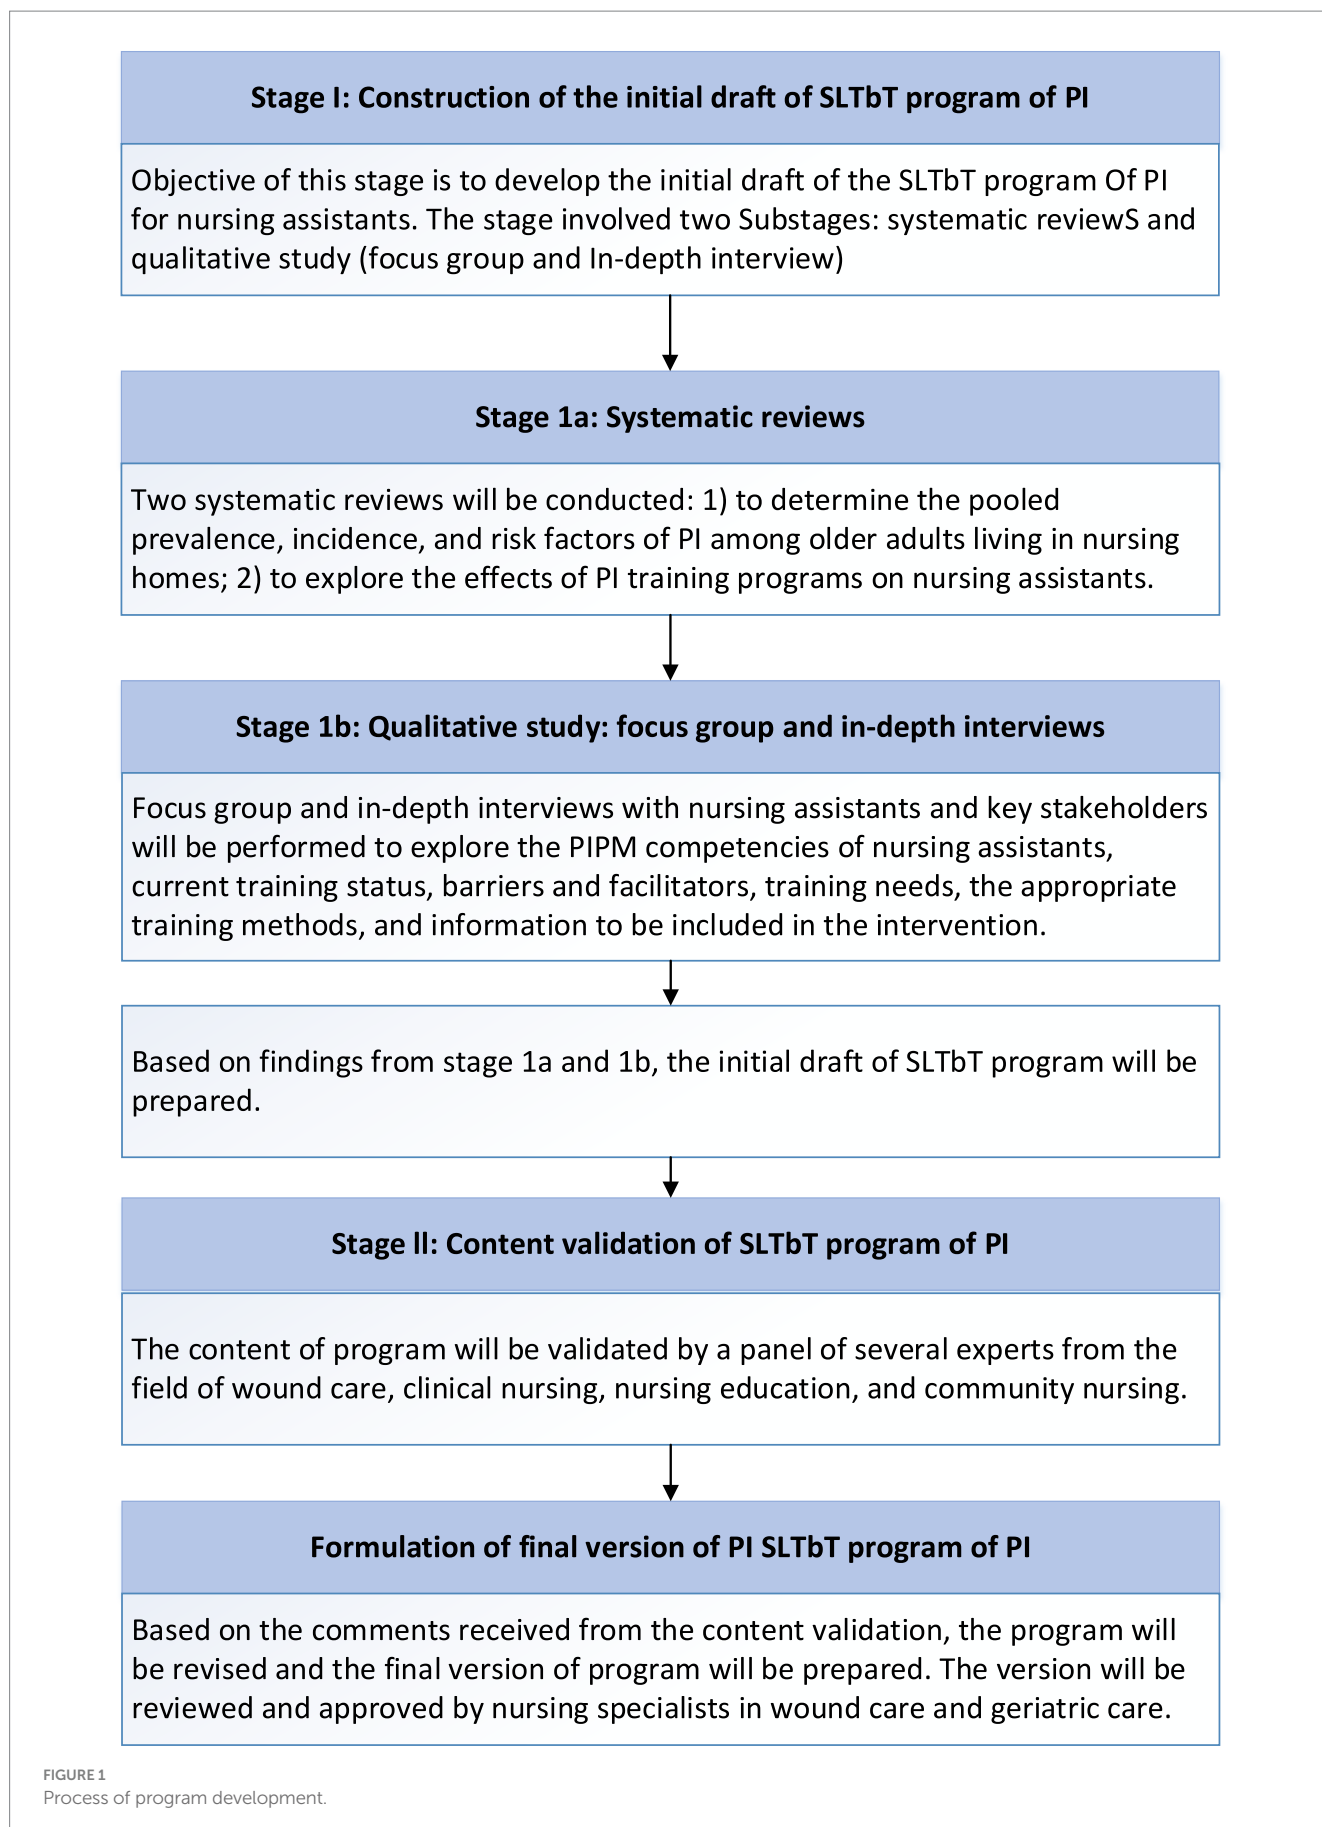 Stage I: Construction of the initial draft of SLTbT program of PI
Objective of this stage is to develop the initial draft of the SLTbT program Of PI
for nursing assistants. The stage involved two Substages: systematic reviewS and
qualitative study (focus group and In-depth interview)
Stage 1a: Systematic reviews
Two systematic reviews will be conducted: 1) to determine the pooled
prevalence, incidence, and risk factors of PI among older adults living in nursing
homes; 2) to explore the effects of PI training programs on nursing assistants.
Stage 1b: Qualitative study: focus group and in-depth interviews
Focus group and in-depth interviews with nursing assistants and key stakeholders
will be performed to explore the PIPM competencies of nursing assistants,
current training status, barriers and facilitators, training needs, the appropriate
training methods, and information to be included in the intervention.
Based on findings from stage 1a and 1b, the initial draft of SLTbT program will be
prepared.
Stage ll: Content validation of SLTbT program of PI
The content of program will be validated by a panel of several experts from the
field of wound care, clinical nursing, nursing education, and community nursing.
Formulation of final version of PI SLTbT program of PI
Based on the comments received from the content validation, the program will
be revised and the final version of program will be prepared. The version will be
reviewed and approved by nursing specialists in wound care and geriatric care.
FIGURE 1
Process of program development.